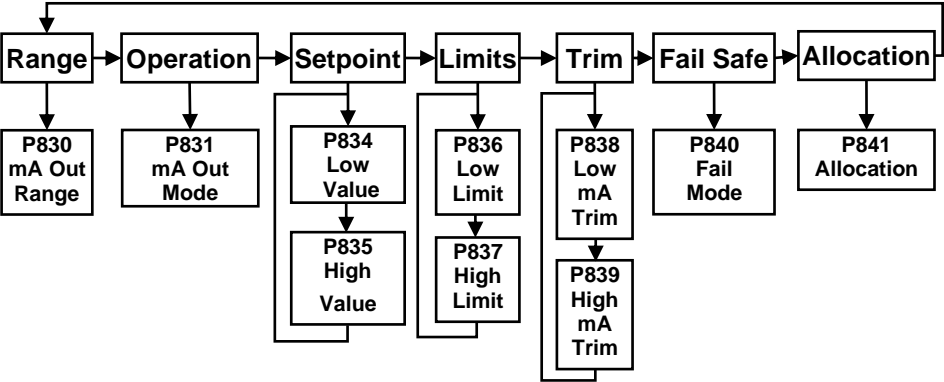 Range
Operation
Setpoint
Limits
Trim
Fail Safe
Allocation
P830
mA Out
Range
P831
mA Out
Mode
P834
Low
Value
P835
High
Value
P836
Low
Limit
P837
High
Limit
P838
Low
mA
Trim
P839
High
mA
Trim
P840
Fail
Mode
P841
Allocation